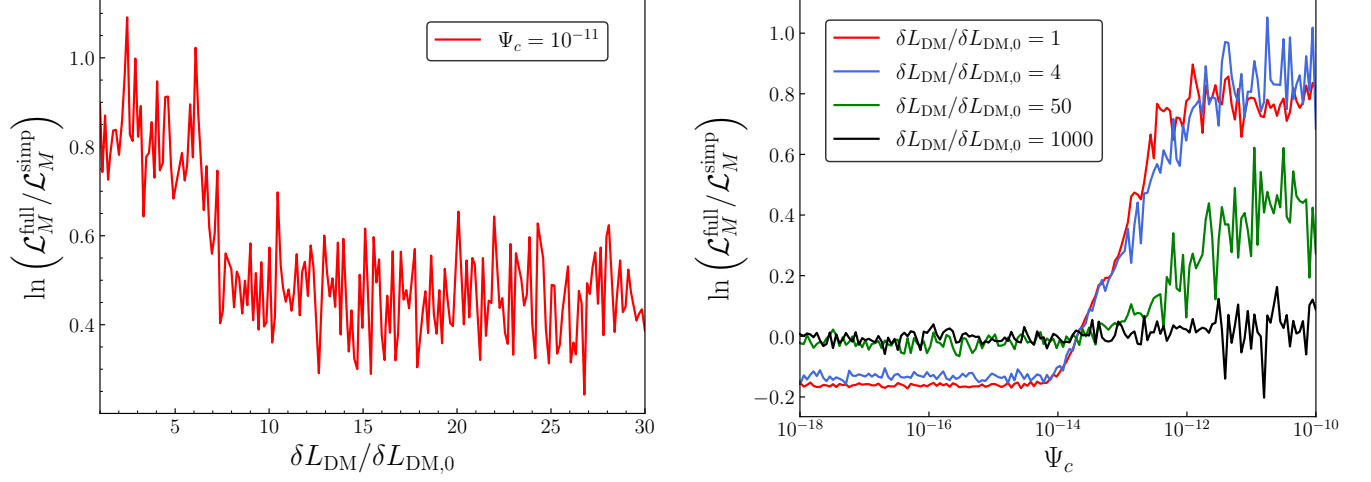 ln (𝓛_M^full / 𝓛_M^simp)
1.0
0.8
0.6
0.4
5
10
15
20
25
30
δL_DM/δL_DM,0
Ψ_c = 10^−11
ln (𝓛_M^full / 𝓛_M^simp)
1.0
0.8
0.6
0.4
0.2
0.0
−0.2
10^−18
10^−16
10^−14
10^−12
10^−10
Ψ_c
δL_DM/δL_DM,0 = 1
δL_DM/δL_DM,0 = 4
δL_DM/δL_DM,0 = 50
δL_DM/δL_DM,0 = 1000